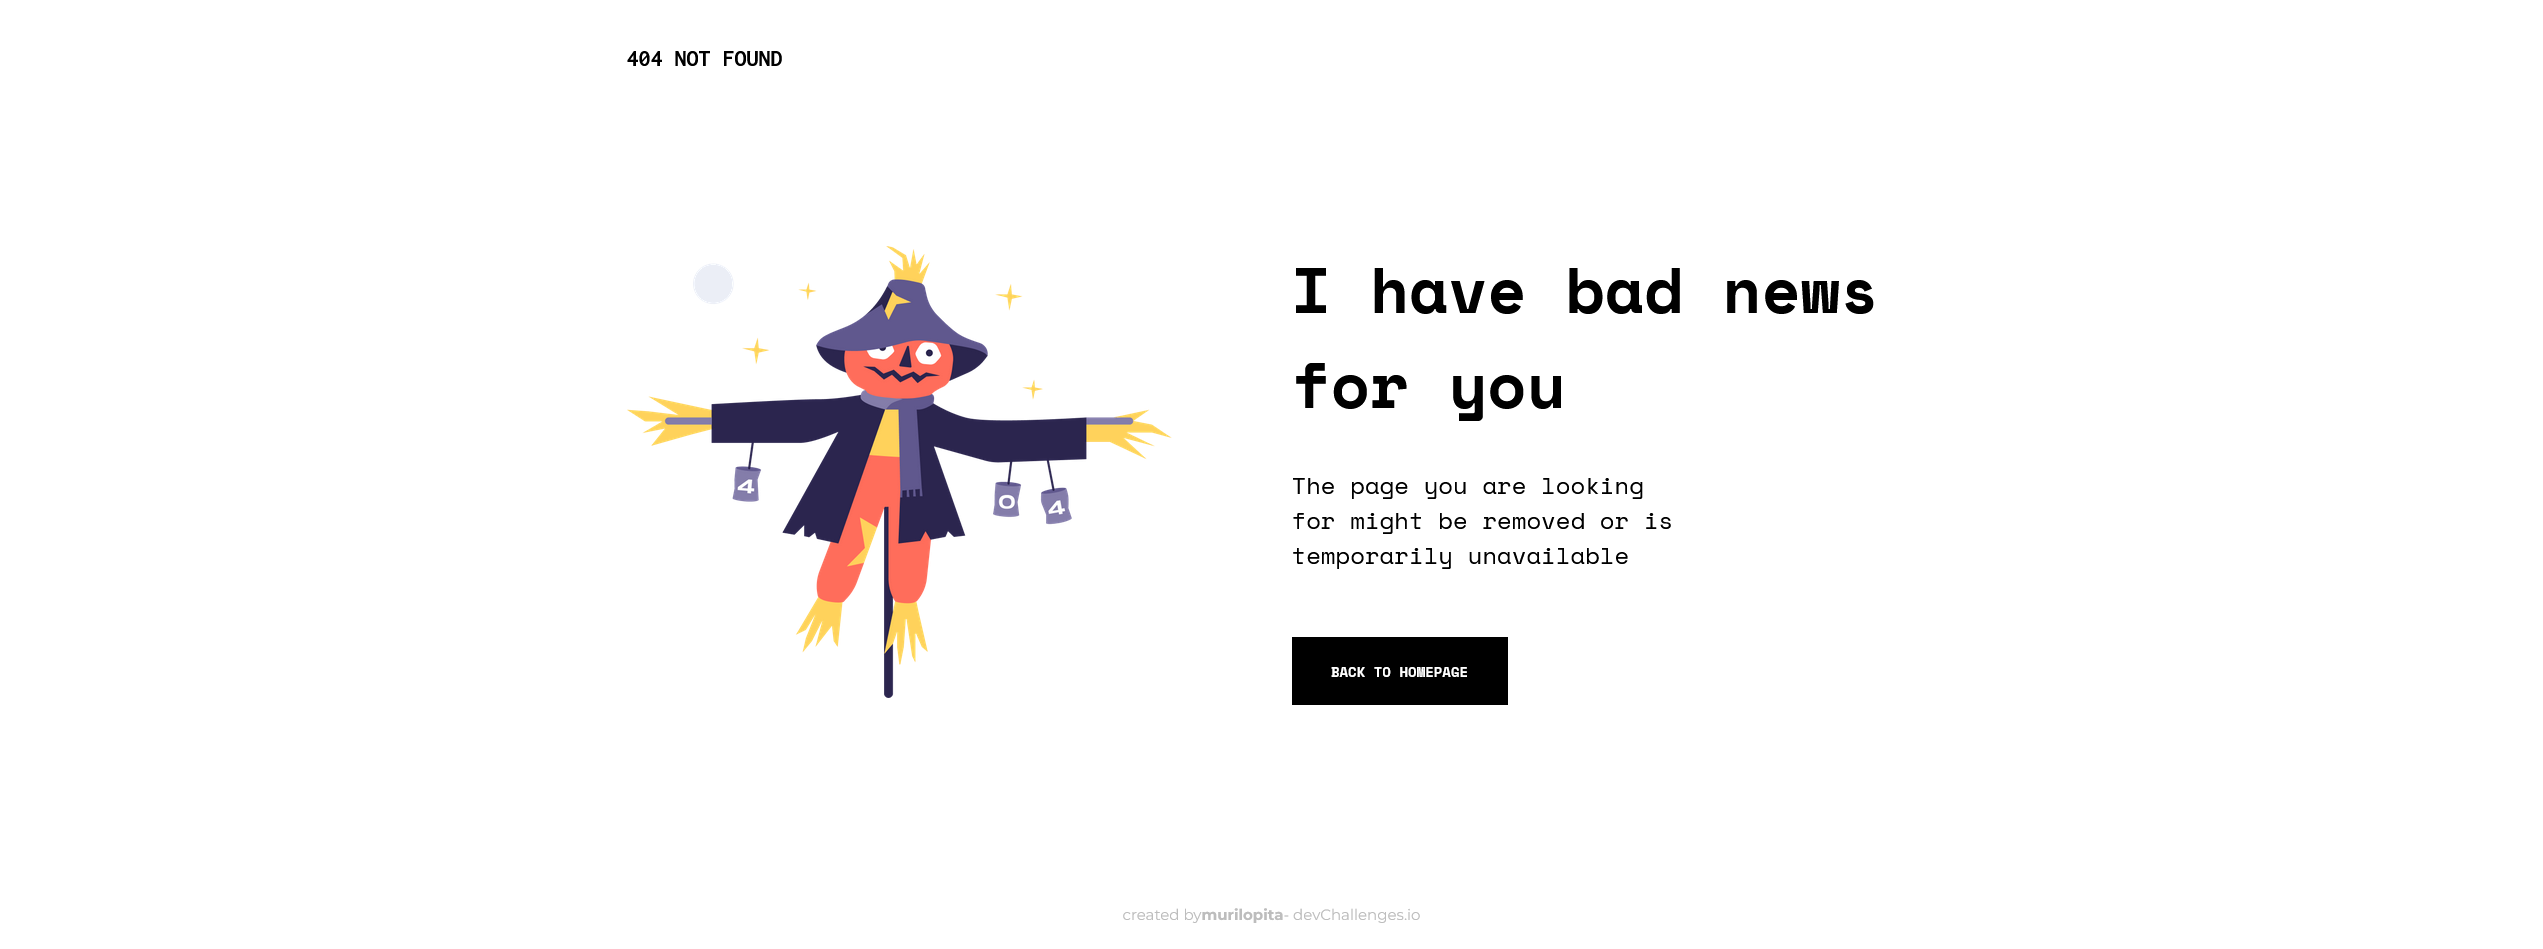 404 NOT FOUND
I have bad news
for you
The page you are looking
for might be removed or is
temporarily unavailable
4
0
4
BACK TO HOMEPAGE
created bymurilopita- devChallenges.io